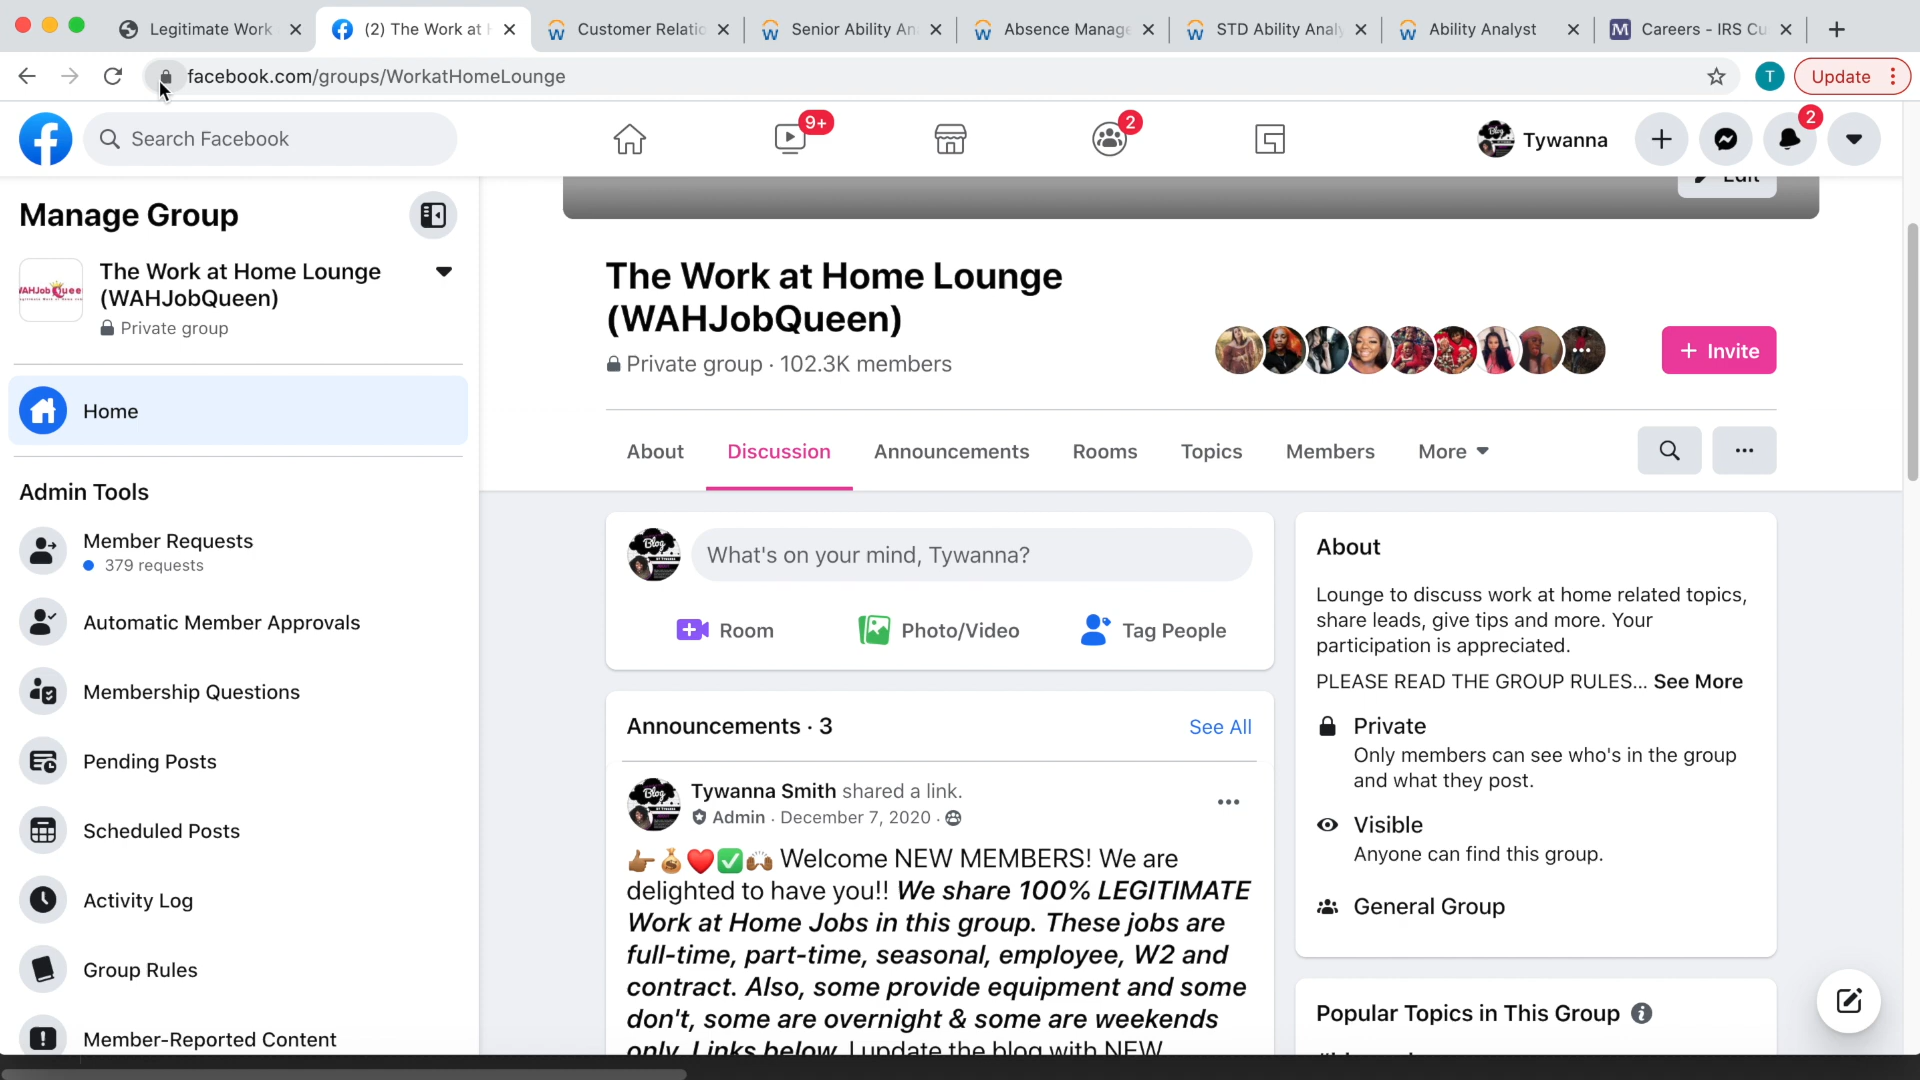 Legitimate Work
(2) The Work at H
Customer Relatio
Senior Ability An
Absence Manage
STD Ability Analy
Ability Analyst
Careers - IRS Cu
facebook.com/groups/WorkatHomeLounge
T
Update
Search Facebook
9+
2
Tywanna
2
Manage Group
The Work at Home Lounge
(WAHJobQueen)
Private group
Home
Admin Tools
Member Requests
379 requests
Automatic Member Approvals
Membership Questions
Pending Posts
Scheduled Posts
Activity Log
Group Rules
Member-Reported Content
Edit
The Work at Home Lounge
(WAHJobQueen)
Private group · 102.3K members
+ Invite
About
Discussion
Announcements
Rooms
Topics
Members
More
What's on your mind, Tywanna?
Room
Photo/Video
Tag People
Announcements · 3
See All
Tywanna Smith shared a link.
Admin · December 7, 2020 ·
👉🏾💰❤️✅🙌🏾 Welcome NEW MEMBERS! We are
delighted to have you!! We share 100% LEGITIMATE
Work at Home Jobs in this group. These jobs are
full-time, part-time, seasonal, employee, W2 and
contract. Also, some provide equipment and some
don't, some are overnight & some are weekends
only. Links below. I update the blog with NEW
About
Lounge to discuss work at home related topics,
share leads, give tips and more. Your
participation is appreciated.
PLEASE READ THE GROUP RULES... See More
Private
Only members can see who's in the group
and what they post.
Visible
Anyone can find this group.
General Group
Popular Topics in This Group